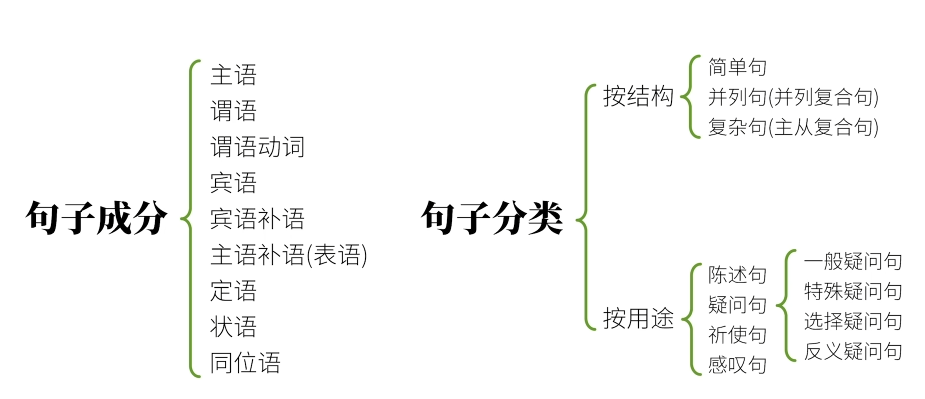 句子成分
主语
谓语
谓语动词
宾语
宾语补语
主语补语(表语)
定语
状语
同位语
句子分类
按结构
简单句
并列句(并列复合句)
复杂句(主从复合句)
按用途
陈述句
疑问句
祈使句
感叹句
一般疑问句
特殊疑问句
选择疑问句
反义疑问句